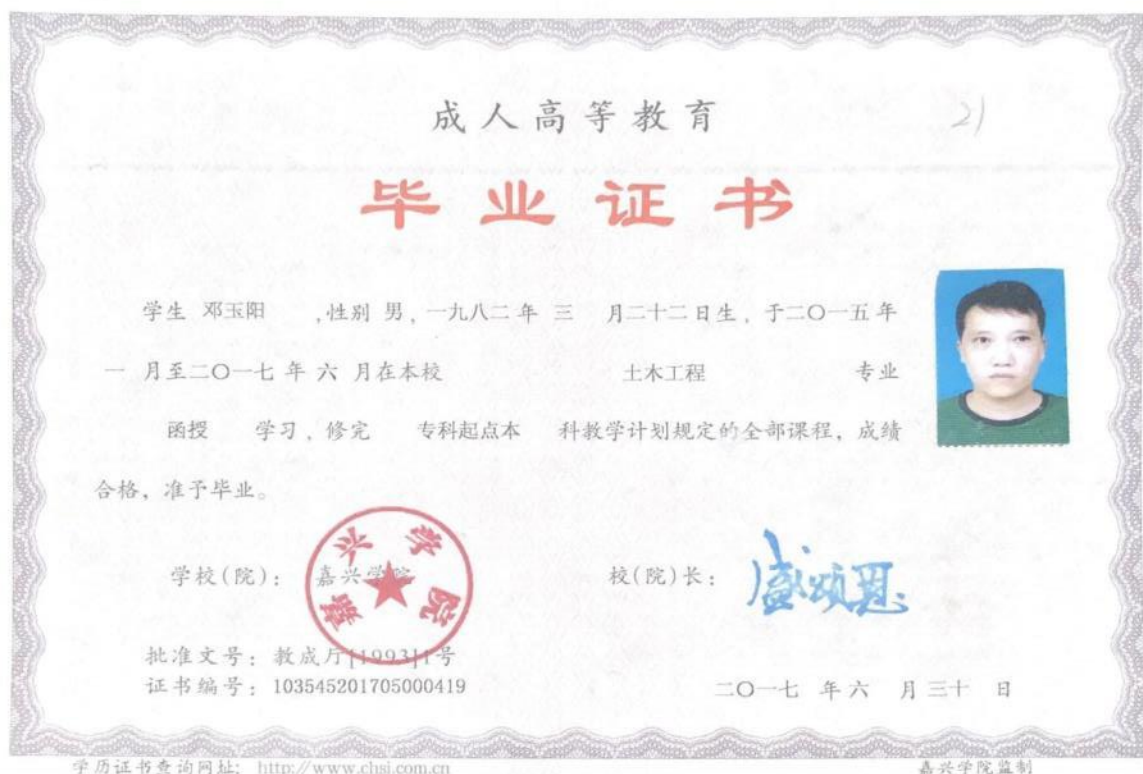 成人高等教育
21
毕业证书
学生 邓玉阳 ,性别 男, 一九八二年 三 月二十二日生, 于二〇一五年
一 月至二〇一七 年 六 月在本校 土木工程 专业
函授 学习, 修完 专科起点本 科教学计划规定的全部课程, 成绩
合格, 准予毕业。
学校(院): 嘉兴学院
嘉兴学院
校(院)长: 盛颂恩
批准文号: 教成厅[1993]1号
证书编号: 103545201705000419
二〇一七 年 六 月 三十 日
学历证书查询网址: http://www.chsi.com.cn
嘉兴学院监制